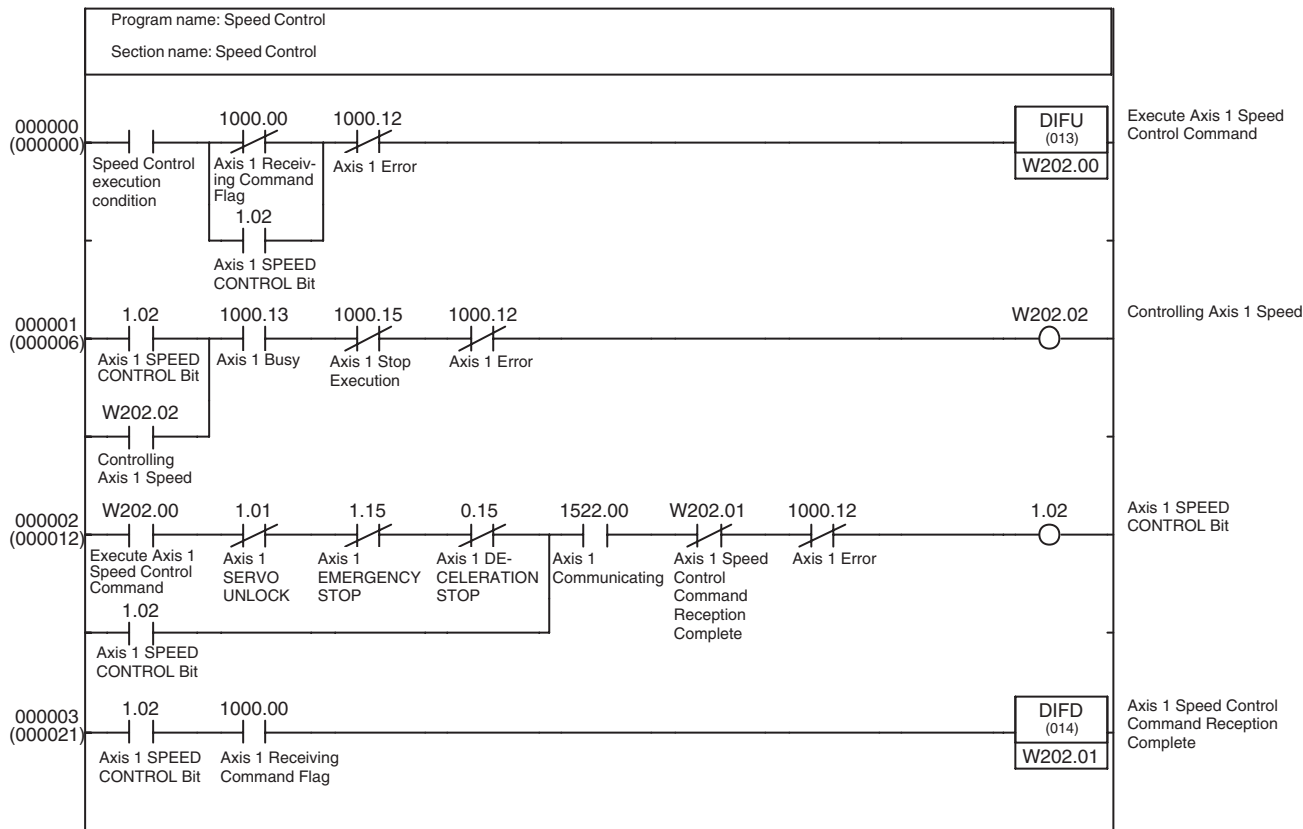 Program name: Speed Control
Section name: Speed Control
000000
(000000)
Speed Control
execution
condition
1000.00
Axis 1 Receiv-
ing Command
Flag
1000.12
Axis 1 Error
DIFU
(013)
W202.00
Execute Axis 1 Speed
Control Command
1.02
Axis 1 SPEED
CONTROL Bit
000001
(000006)
1.02
Axis 1 SPEED
CONTROL Bit
1000.13
Axis 1 Busy
1000.15
Axis 1 Stop
Execution
1000.12
Axis 1 Error
W202.02
Controlling Axis 1 Speed
W202.02
Controlling
Axis 1 Speed
000002
(000012)
W202.00
Execute Axis 1
Speed Control
Command
1.01
Axis 1
SERVO
UNLOCK
1.15
Axis 1
EMERGENCY
STOP
0.15
Axis 1 DE-
CELERATION
STOP
1522.00
Axis 1
Communicating
W202.01
Axis 1 Speed
Control
Command
Reception
Complete
1000.12
Axis 1 Error
1.02
Axis 1 SPEED
CONTROL Bit
1.02
Axis 1 SPEED
CONTROL Bit
000003
(000021)
1.02
Axis 1 SPEED
CONTROL Bit
1000.00
Axis 1 Receiving
Command Flag
DIFD
(014)
W202.01
Axis 1 Speed Control
Command Reception
Complete